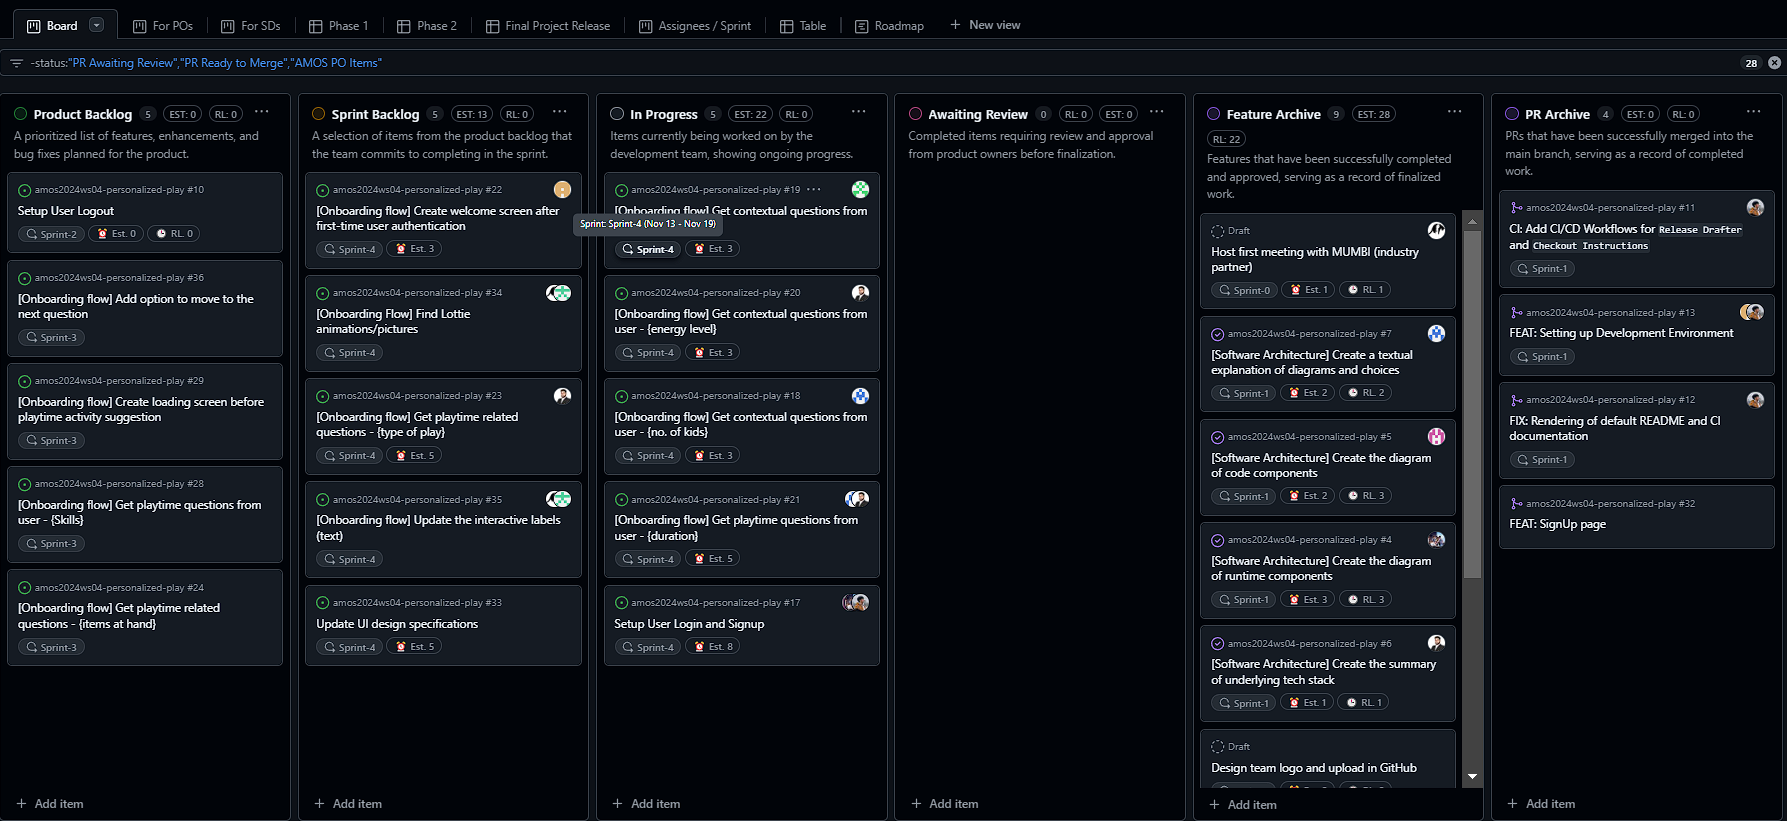 Board
For POs
For SDs
Phase 1
Phase 2
Final Project Release
Assignees / Sprint
Table
Roadmap
New view
-status:"PR Awaiting Review","PR Ready to Merge","AMOS PO Items"
28
Product Backlog 5 EST: 0 RL: 0
A prioritized list of features, enhancements, and
bug fixes planned for the product.
amos2024ws04-personalized-play #10
Setup User Logout
Sprint-2 Est. 0 RL. 0
amos2024ws04-personalized-play #36
[Onboarding flow] Add option to move to the
next question
Sprint-3
amos2024ws04-personalized-play #29
[Onboarding flow] Create loading screen before
playtime activity suggestion
Sprint-3
amos2024ws04-personalized-play #28
[Onboarding flow] Get playtime questions from
user - {Skills}
Sprint-3
amos2024ws04-personalized-play #24
[Onboarding flow] Get playtime related
questions - {items at hand}
Sprint-3
Add item
Sprint Backlog 5 EST: 13 RL: 0
A selection of items from the product backlog that
the team commits to completing in the sprint.
amos2024ws04-personalized-play #22
[Onboarding flow] Create welcome screen after
first-time user authentication
Sprint-4 Est. 3
amos2024ws04-personalized-play #34
[Onboarding Flow] Find Lottie
animations/pictures
Sprint-4
amos2024ws04-personalized-play #23
[Onboarding flow] Get playtime related
questions - {type of play}
Sprint-4 Est. 5
amos2024ws04-personalized-play #35
[Onboarding flow] Update the interactive labels
(text)
Sprint-4
amos2024ws04-personalized-play #33
Update UI design specifications
Sprint-4 Est. 5
Add item
In Progress 5 EST: 22 RL: 0
Items currently being worked on by the
development team, showing ongoing progress.
amos2024ws04-personalized-play #19
[Onboarding flow] Get contextual questions from
Sprint: Sprint-4 (Nov 13 - Nov 19)
Sprint-4 Est. 3
amos2024ws04-personalized-play #20
[Onboarding flow] Get contextual questions from
user - {energy level}
Sprint-4 Est. 3
amos2024ws04-personalized-play #18
[Onboarding flow] Get contextual questions from
user - {no. of kids}
Sprint-4 Est. 3
amos2024ws04-personalized-play #21
[Onboarding flow] Get playtime questions from
user - {duration}
Sprint-4 Est. 5
amos2024ws04-personalized-play #17
Setup User Login and Signup
Sprint-4 Est. 8
Add item
Awaiting Review 0 RL: 0 EST: 0
Completed items requiring review and approval
from product owners before finalization.
Add item
Feature Archive 9 EST: 28
RL: 22
Features that have been successfully completed
and approved, serving as a record of finalized
work.
Draft
Host first meeting with MUMBI (industry
partner)
Sprint-0 Est. 1 RL. 1
amos2024ws04-personalized-play #7
[Software Architecture] Create a textual
explanation of diagrams and choices
Sprint-1 Est. 2 RL. 2
amos2024ws04-personalized-play #5
[Software Architecture] Create the diagram
of code components
Sprint-1 Est. 2 RL. 3
amos2024ws04-personalized-play #4
[Software Architecture] Create the diagram
of runtime components
Sprint-1 Est. 3 RL. 3
amos2024ws04-personalized-play #6
[Software Architecture] Create the summary
of underlying tech stack
Sprint-1 Est. 1 RL. 1
Draft
Design team logo and upload in GitHub
Add item
PR Archive 4 EST: 0 RL: 0
PRs that have been successfully merged into the
main branch, serving as a record of completed
work.
amos2024ws04-personalized-play #11
CI: Add CI/CD Workflows for Release Drafter
and Checkout Instructions
Sprint-1
amos2024ws04-personalized-play #13
FEAT: Setting up Development Environment
Sprint-1
amos2024ws04-personalized-play #12
FIX: Rendering of default README and CI
documentation
Sprint-1
amos2024ws04-personalized-play #32
FEAT: SignUp page
Add item